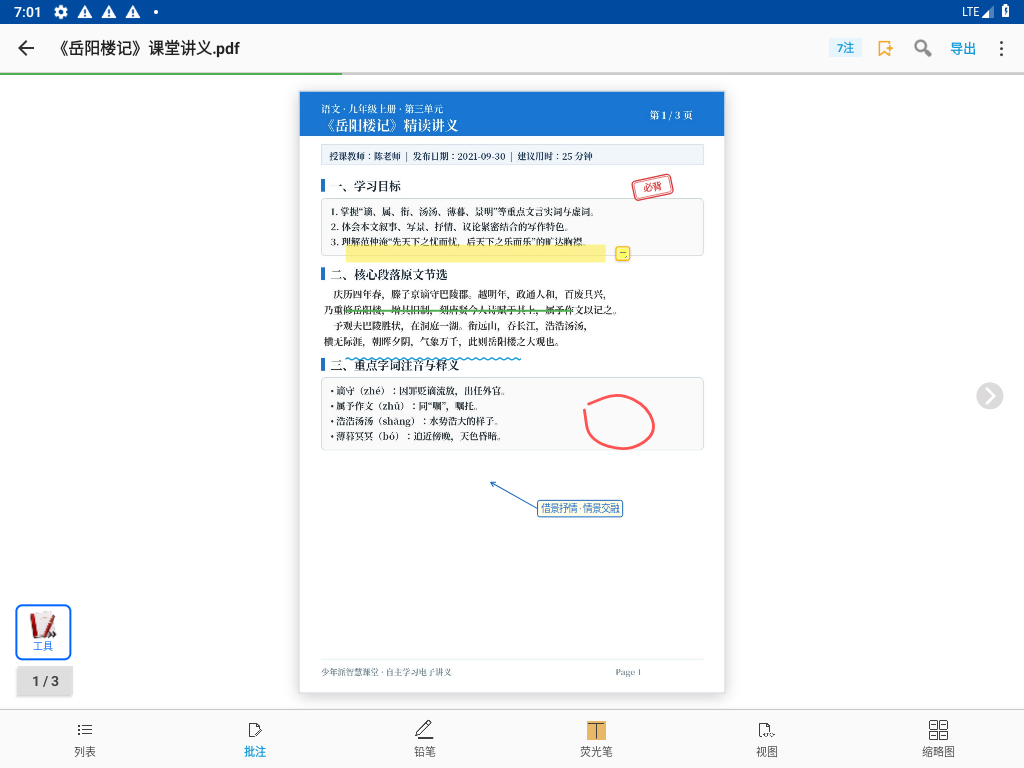 7:01
LTE
《岳阳楼记》课堂讲义.pdf
7注
导出
语文 · 九年级上册 · 第三单元
《岳阳楼记》精读讲义
第 1 / 3 页
授课教师：陈老师 | 发布日期：2021-09-30 | 建议用时：25 分钟
一、学习目标
必背
1. 掌握“谪、属、衔、汤汤、薄暮、景明”等重点文言实词与虚词。
2. 体会本文叙事、写景、抒情、议论紧密结合的写作特色。
3. 理解范仲淹“先天下之忧而忧，后天下之乐而乐”的旷达胸襟。
二、核心段落原文节选
庆历四年春，滕子京谪守巴陵郡。越明年，政通人和，百废具兴，
乃重修岳阳楼，增其旧制，刻唐贤今人诗赋于其上，属予作文以记之。
予观夫巴陵胜状，在洞庭一湖。衔远山，吞长江，浩浩汤汤，
横无际涯，朝晖夕阴，气象万千，此则岳阳楼之大观也。
三、重点字词注音与释义
• 谪守（zhé）：因罪贬谪流放，出任外官。
• 属予作文（zhǔ）：同“嘱”，嘱托。
• 浩浩汤汤（shāng）：水势浩大的样子。
• 薄暮冥冥（bó）：迫近傍晚，天色昏暗。
借景抒情 · 情景交融
工具
1 / 3
少年派智慧课堂 · 自主学习电子讲义
Page 1
列表
批注
铅笔
荧光笔
视图
缩略图